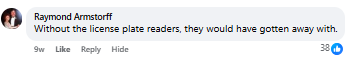 Raymond Armstorff
Without the license plate readers, they would have gotten away with.
9w Like Reply Hide 38